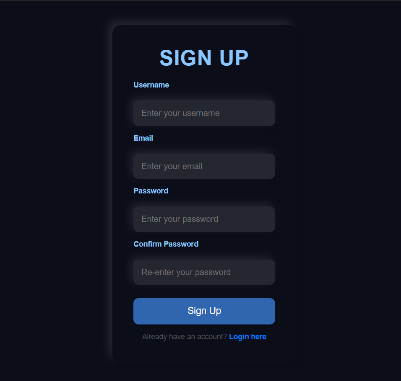 SIGN UP
Username
Enter your username
Email
Enter your email
Password
Enter your password
Confirm Password
Re-enter your password
Sign Up
Already have an account? Login here